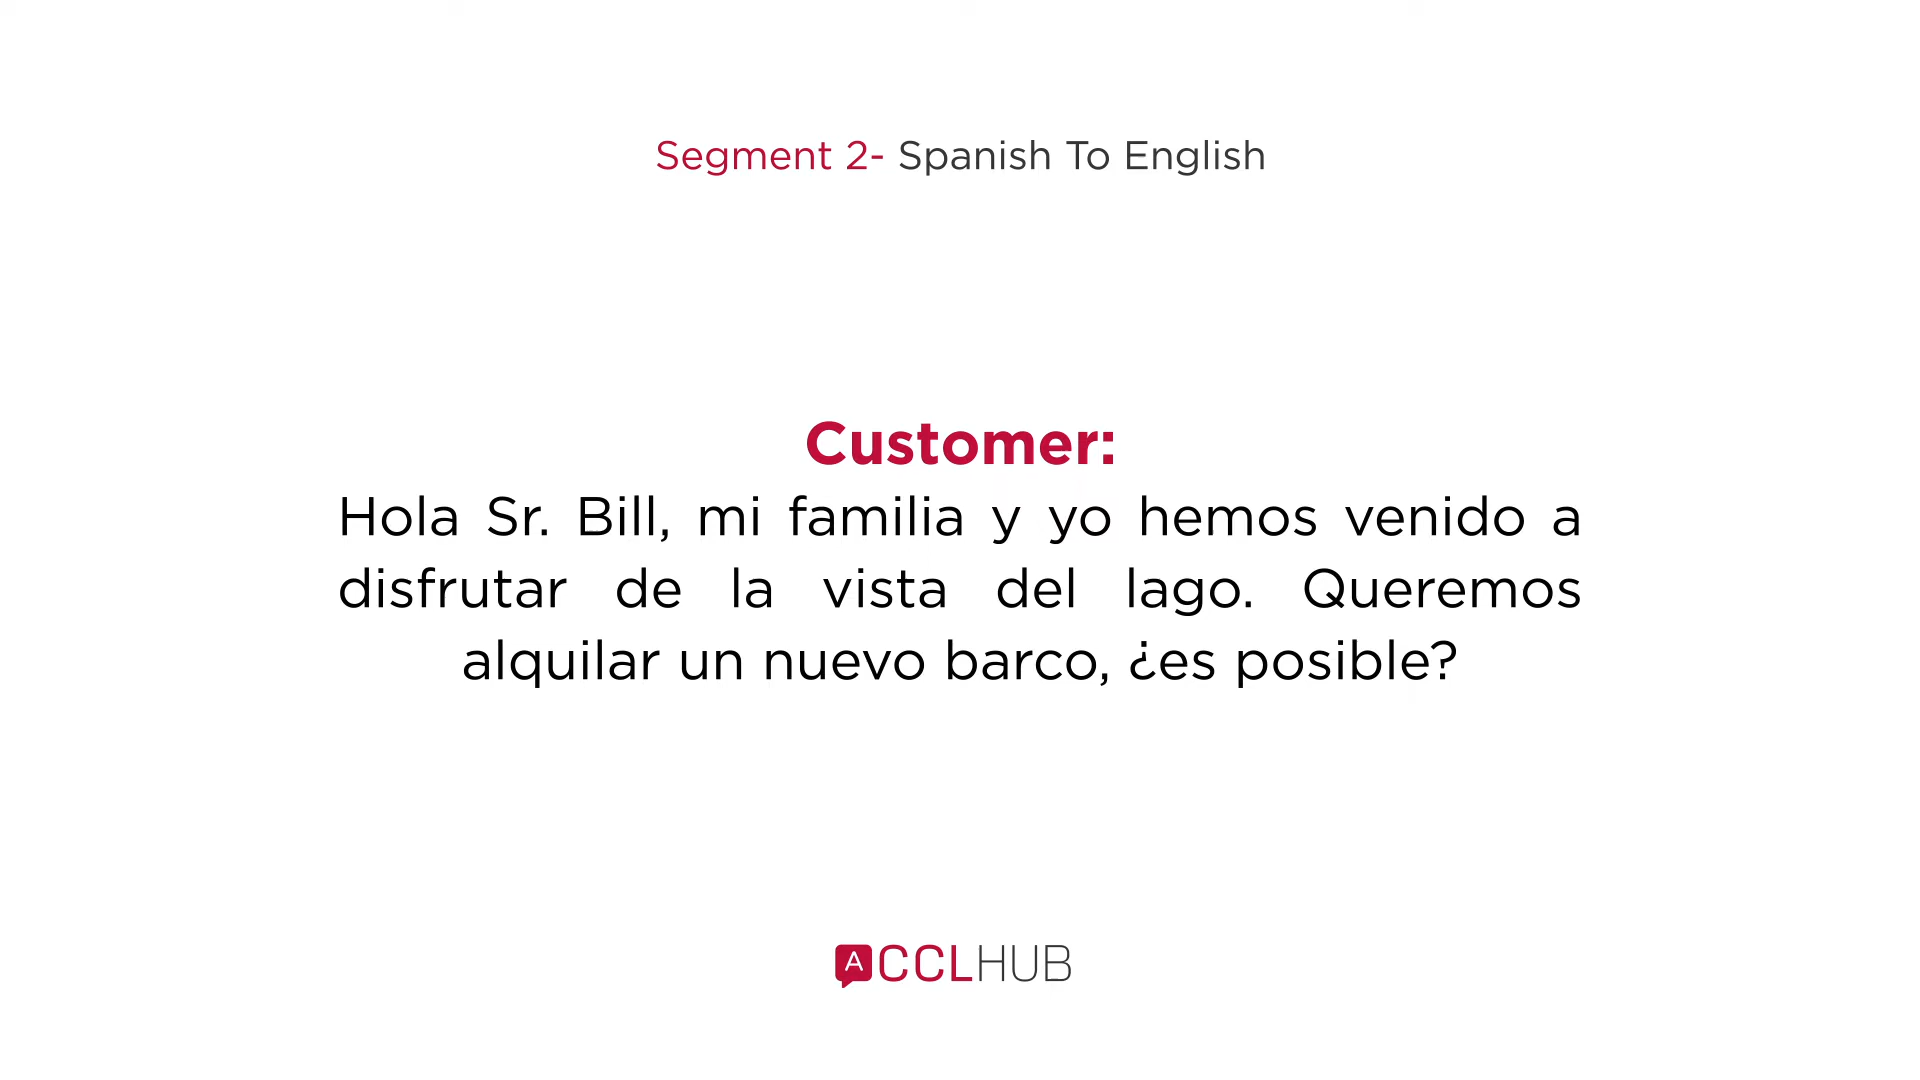 Segment 2- Spanish To English
Customer:
Hola Sr. Bill, mi familia y yo hemos venido a
disfrutar de la vista del lago. Queremos
alquilar un nuevo barco, ¿es posible?
A CCLHUB